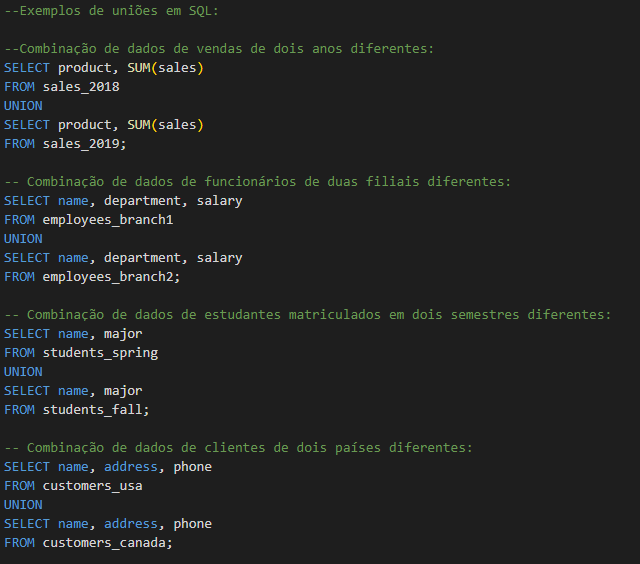 --Exemplos de uniões em SQL:
--Combinação de dados de vendas de dois anos diferentes:
SELECT product, SUM(sales)
FROM sales_2018
UNION
SELECT product, SUM(sales)
FROM sales_2019;
-- Combinação de dados de funcionários de duas filiais diferentes:
SELECT name, department, salary
FROM employees_branch1
UNION
SELECT name, department, salary
FROM employees_branch2;
-- Combinação de dados de estudantes matriculados em dois semestres diferentes:
SELECT name, major
FROM students_spring
UNION
SELECT name, major
FROM students_fall;
-- Combinação de dados de clientes de dois países diferentes:
SELECT name, address, phone
FROM customers_usa
UNION
SELECT name, address, phone
FROM customers_canada;